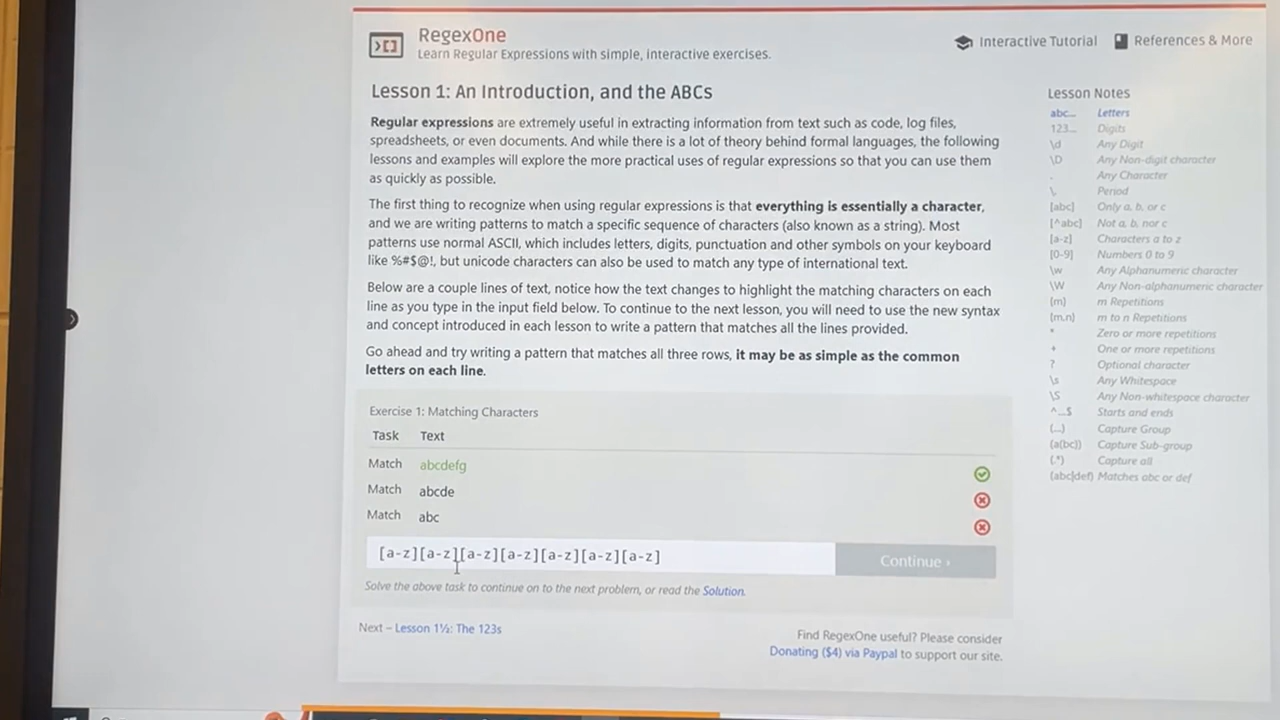 RegexOne
Learn Regular Expressions with simple, interactive exercises.
Interactive Tutorial
References & More
Lesson 1: An Introduction, and the ABCs
Regular expressions are extremely useful in extracting information from text such as code, log files,
spreadsheets, or even documents. And while there is a lot of theory behind formal languages, the following
lessons and examples will explore the more practical uses of regular expressions so that you can use them
as quickly as possible.
The first thing to recognize when using regular expressions is that everything is essentially a character,
and we are writing patterns to match a specific sequence of characters (also known as a string). Most
patterns use normal ASCII, which includes letters, digits, punctuation and other symbols on your keyboard
like %#$@!, but unicode characters can also be used to match any type of international text.
Below are a couple lines of text, notice how the text changes to highlight the matching characters on each
line as you type in the input field below. To continue to the next lesson, you will need to use the new syntax
and concept introduced in each lesson to write a pattern that matches all the lines provided.
Go ahead and try writing a pattern that matches all three rows, it may be as simple as the common
letters on each line.
Exercise 1: Matching Characters
Task Text
Match abcdefg
Match abcde
Match abc
[a-z][a-z][a-z][a-z][a-z][a-z][a-z]
Continue ›
Solve the above task to continue on to the next problem, or read the Solution.
Next – Lesson 1½: The 123s
Find RegexOne useful? Please consider
Donating ($4) via Paypal to support our site.
Lesson Notes
abc… Letters
123… Digits
\d Any Digit
\D Any Non-digit character
. Any Character
\. Period
[abc] Only a, b, or c
[^abc] Not a, b, nor c
[a-z] Characters a to z
[0-9] Numbers 0 to 9
\w Any Alphanumeric character
\W Any Non-alphanumeric character
{m} m Repetitions
{m,n} m to n Repetitions
* Zero or more repetitions
+ One or more repetitions
? Optional character
\s Any Whitespace
\S Any Non-whitespace character
^…$ Starts and ends
(…) Capture Group
(a(bc)) Capture Sub-group
(.*) Capture all
(abc|def) Matches abc or def